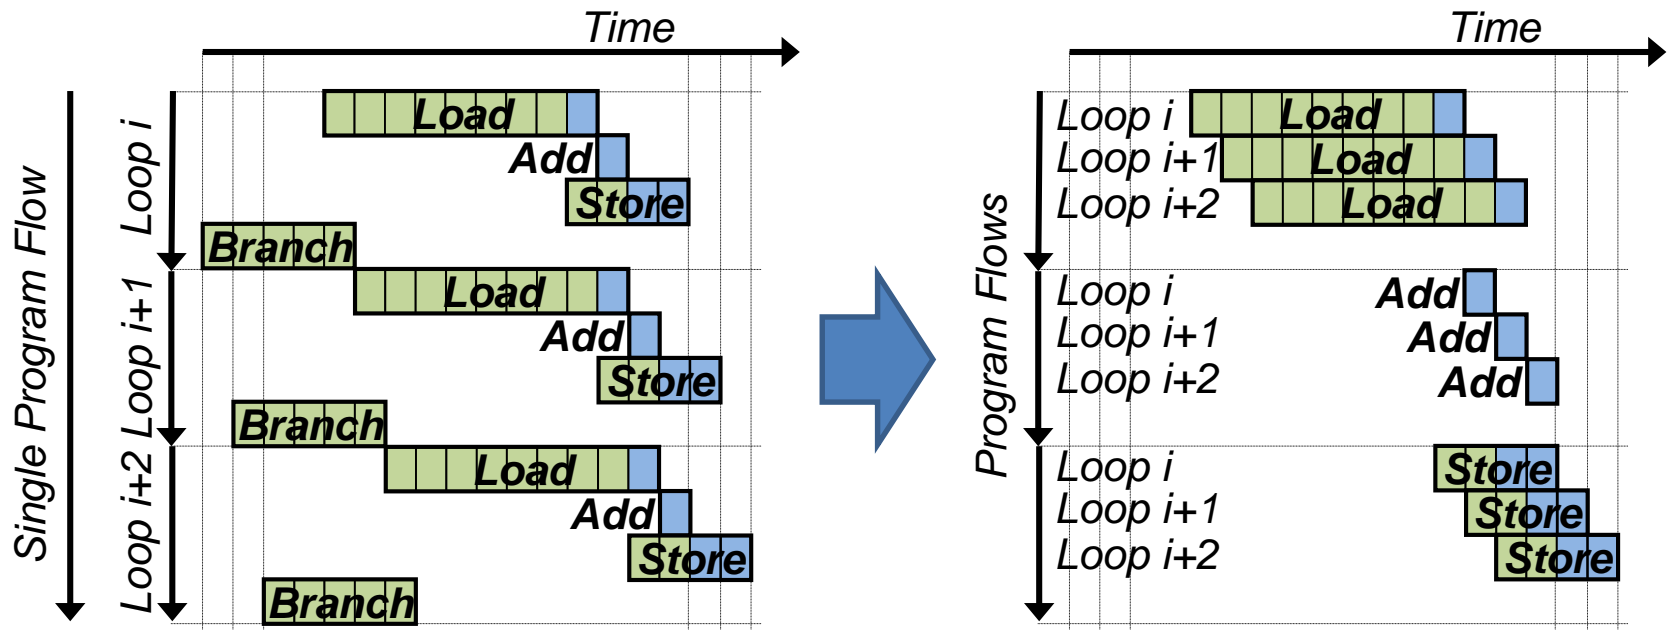 Time
Single Program Flow
Loop i
Load
Add
Store
Branch
Loop i+1
Load
Add
Store
Branch
Loop i+2
Load
Add
Store
Branch
Time
Program Flows
Loop i
Load
Loop i+1
Load
Loop i+2
Load
Loop i
Add
Loop i+1
Add
Loop i+2
Add
Loop i
Store
Loop i+1
Store
Loop i+2
Store